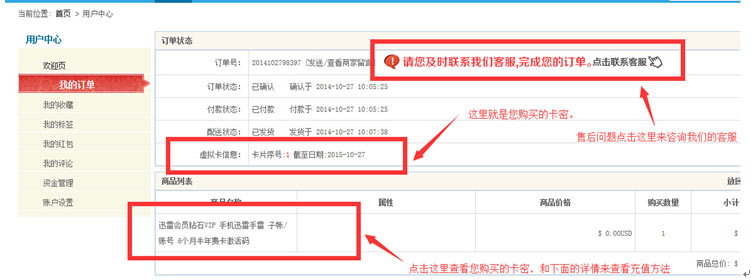 当前位置: 首页 > 用户中心
用户中心
订单状态
欢迎页
我的订单
我的收藏
我的标签
我的红包
我的评论
资金管理
账户设置
订单号: 2014102798397 [发送/查看商家留言
请您及时联系我们客服,完成您的订单。点击联系客服
订单状态: 已确认 确认于 2014-10-27 10:05:25
付款状态: 已付款 付款于 2014-10-27 10:05:25
这里就是您购买的卡密。
配送状态: 已发货 发货于 2014-10-27 10:07:38
售后问题点击这里来咨询我们的客服
虚拟卡信息: 卡片序号:1 截至日期:2015-10-27
商品列表
放回
商品名称 属性 商品价格 购买数量 小计
迅雷会员钻石VIP 手机迅雷手雷 子帐/
账号 6个月半年费卡激活码
$ 0.00USD 1 $
商品总价: $
点击这里查看您购买的卡密，和下面的详情来查看充值方法